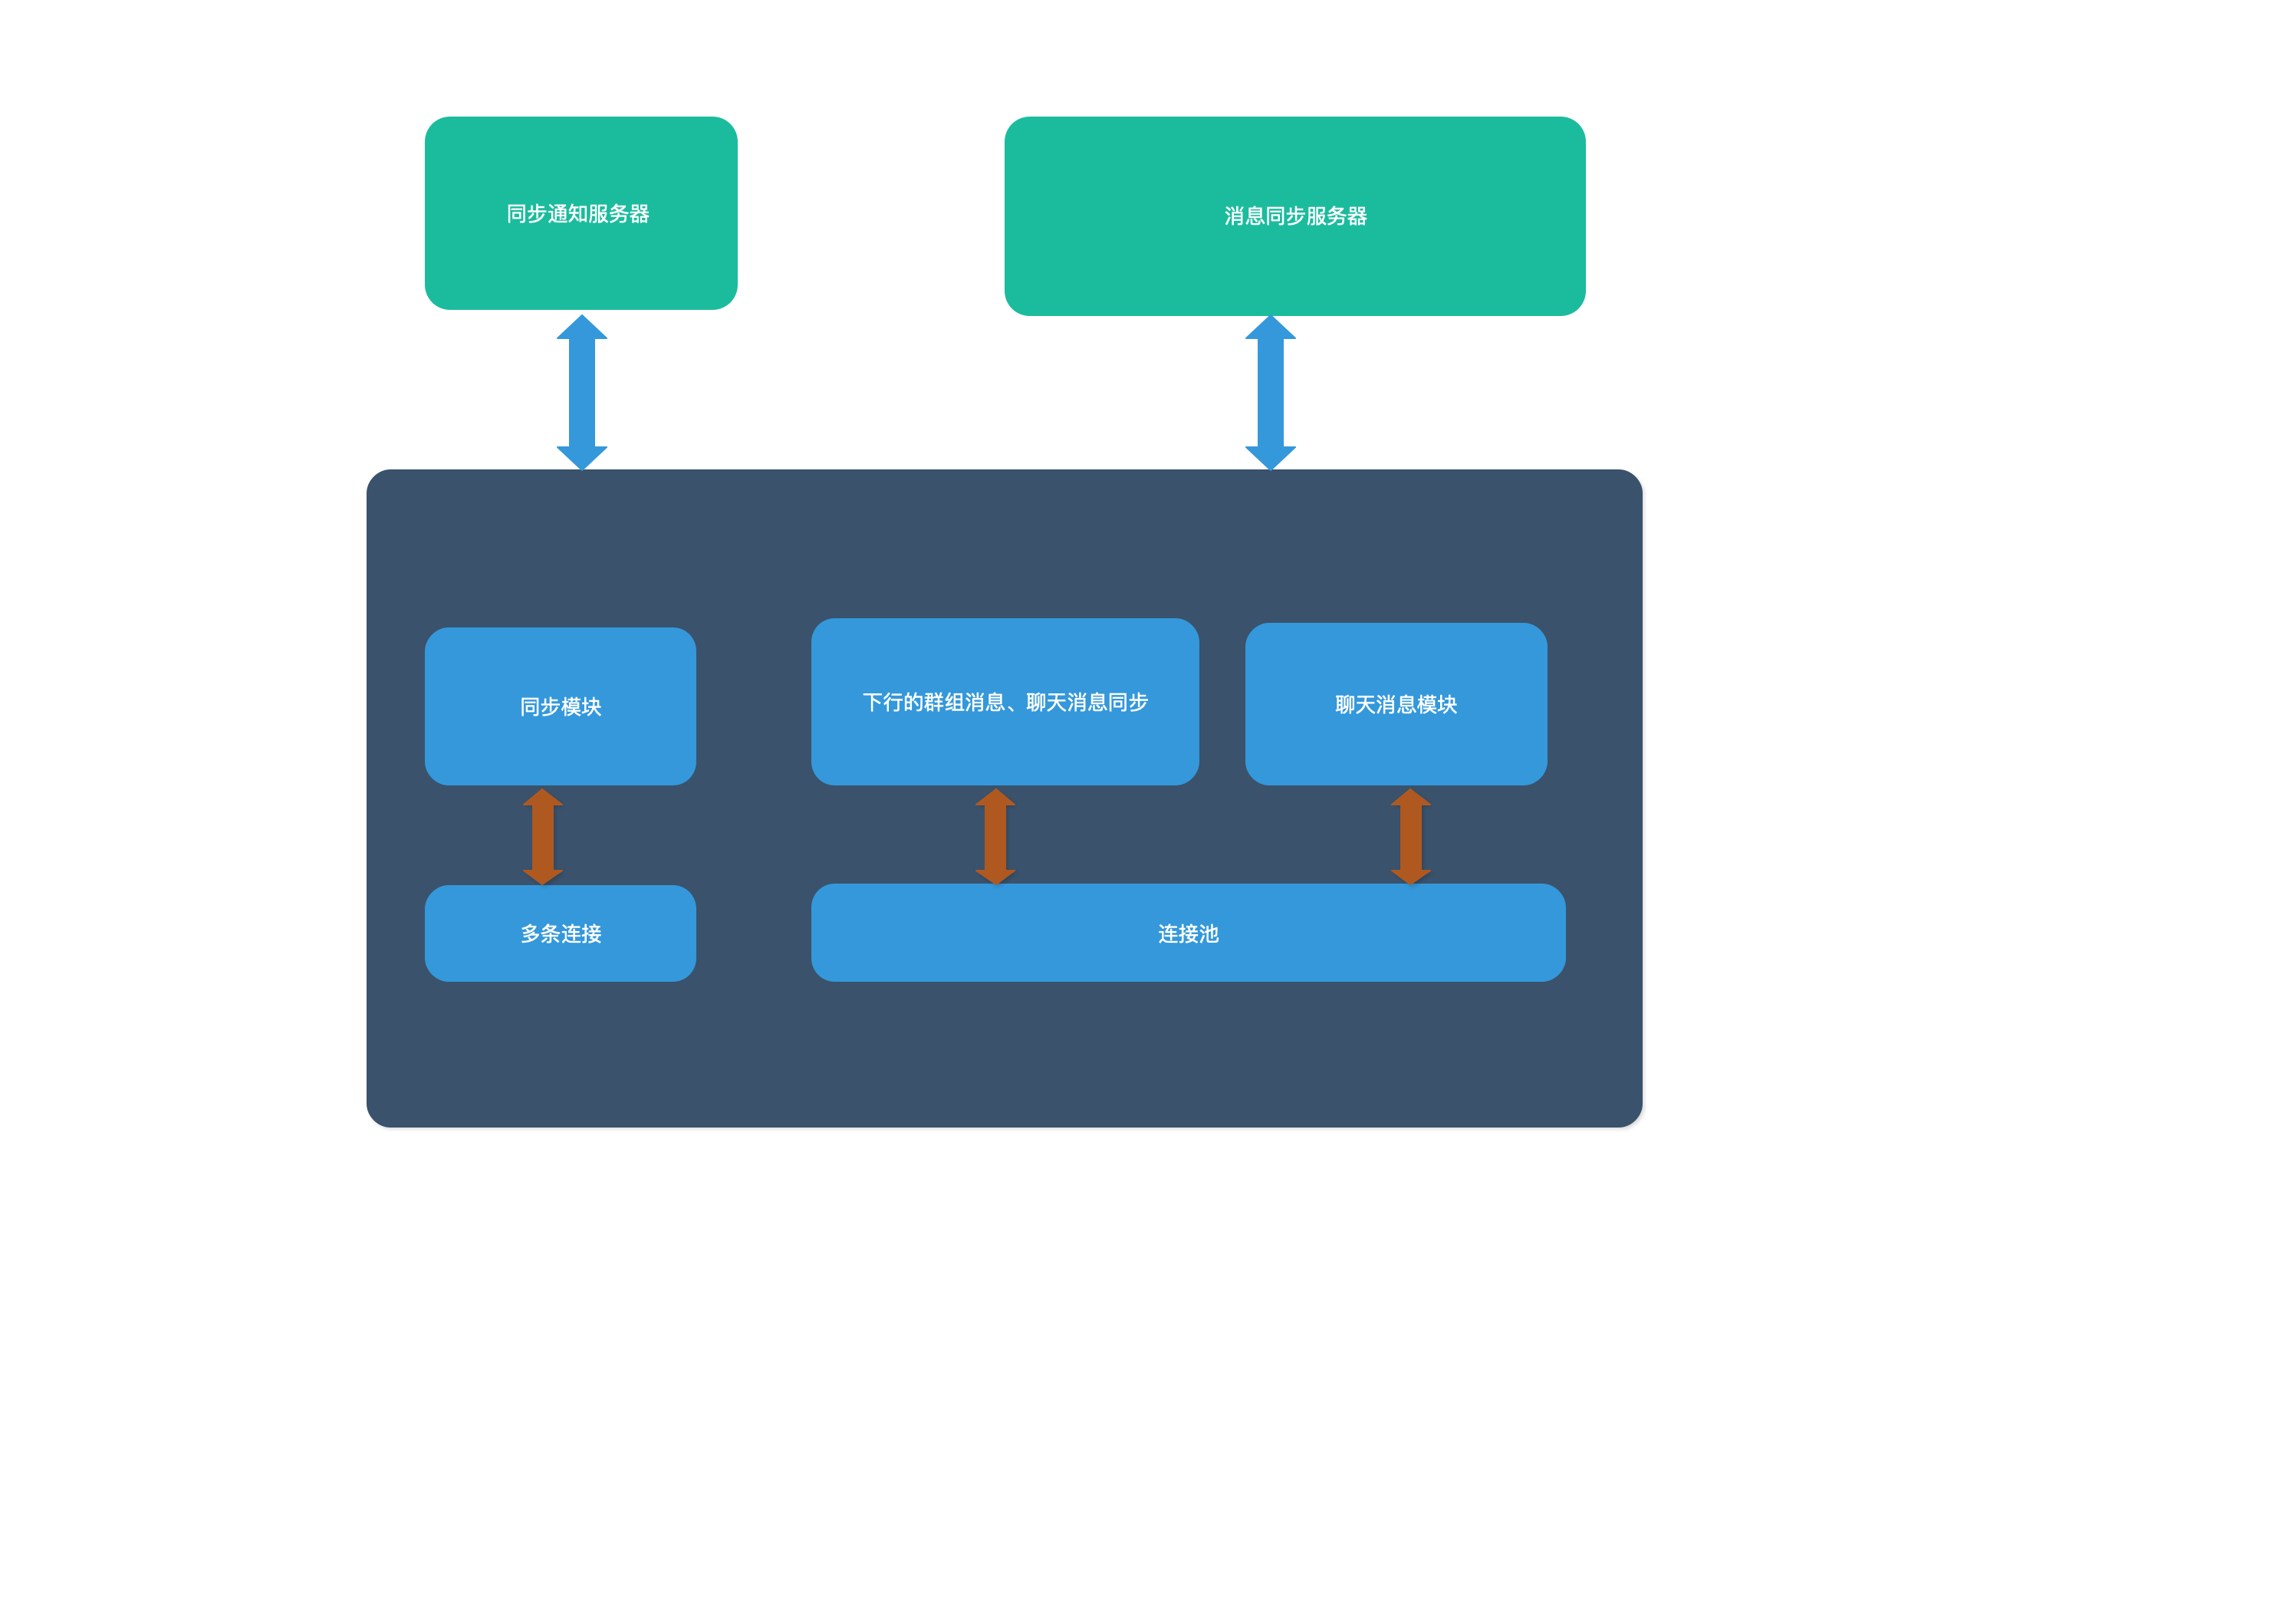 同步通知服务器
消息同步服务器
同步模块
下行的群组消息、聊天消息同步
聊天消息模块
多条连接
连接池